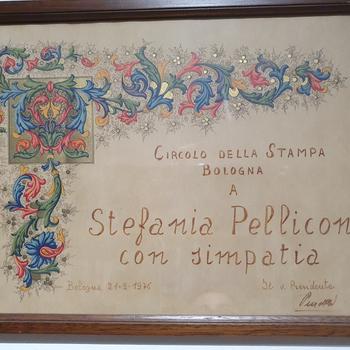 CIRCOLO DELLA STAMPA
BOLOGNA
A
Stefania Pellicon
con simpatia
Bologna 21-2-1976
Il v. Presidente